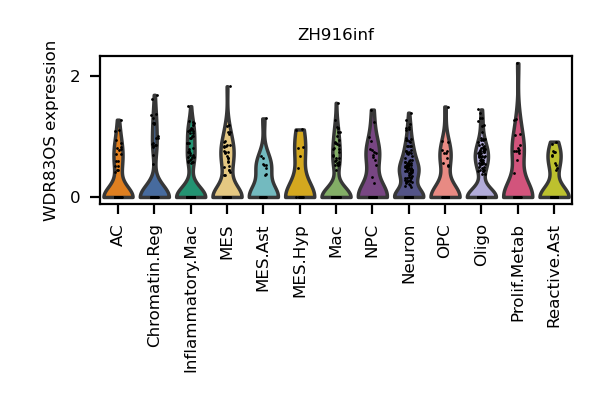 ZH916inf
WDR83OS expression
2
0
AC
Chromatin.Reg
Inflammatory.Mac
MES
MES.Ast
MES.Hyp
Mac
NPC
Neuron
OPC
Oligo
Prolif.Metab
Reactive.Ast